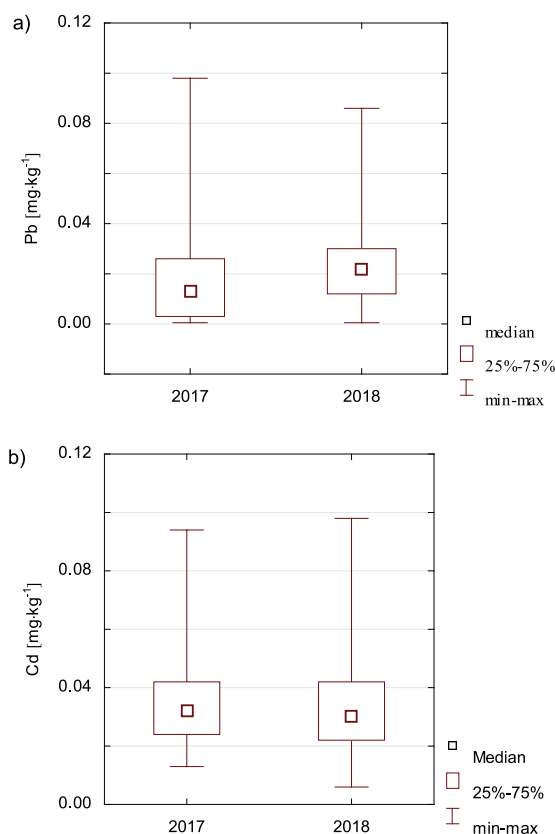 a)
0.12
0.08
0.04
0.00
Pb [mg·kg⁻¹]
2017 2018
median
25%-75%
min-max
b)
0.12
0.08
0.04
0.00
Cd [mg·kg⁻¹]
2017 2018
Median
25%-75%
min-max